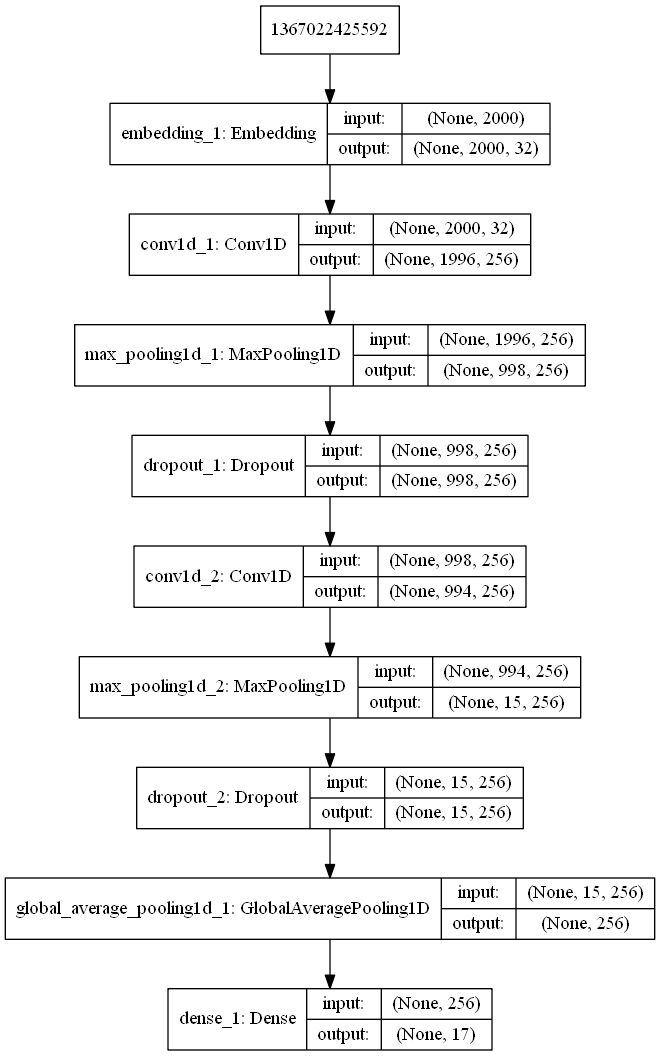 1367022425592
embedding_1: Embedding
input: (None, 2000)
output: (None, 2000, 32)
conv1d_1: Conv1D
input: (None, 2000, 32)
output: (None, 1996, 256)
max_pooling1d_1: MaxPooling1D
input: (None, 1996, 256)
output: (None, 998, 256)
dropout_1: Dropout
input: (None, 998, 256)
output: (None, 998, 256)
conv1d_2: Conv1D
input: (None, 998, 256)
output: (None, 994, 256)
max_pooling1d_2: MaxPooling1D
input: (None, 994, 256)
output: (None, 15, 256)
dropout_2: Dropout
input: (None, 15, 256)
output: (None, 15, 256)
global_average_pooling1d_1: GlobalAveragePooling1D
input: (None, 15, 256)
output: (None, 256)
dense_1: Dense
input: (None, 256)
output: (None, 17)